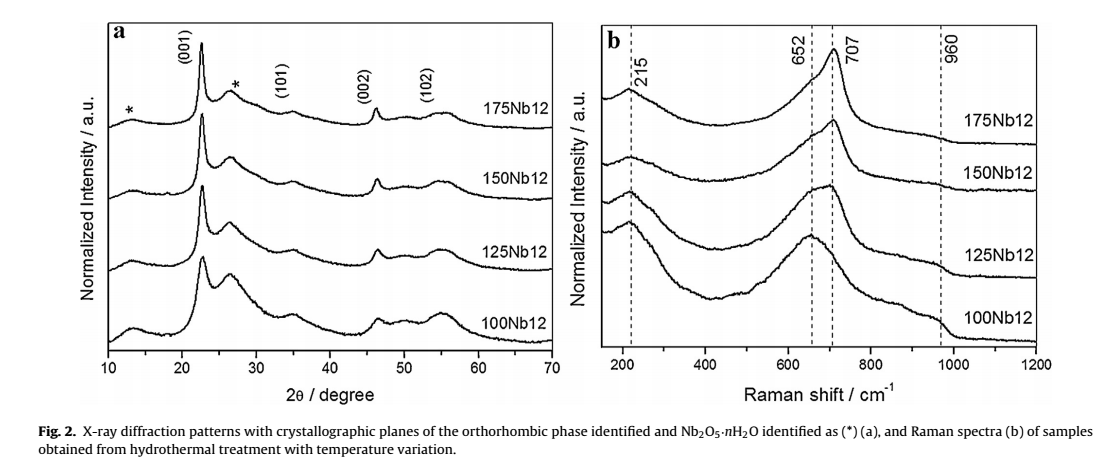 a
(001)
*
*
(101)
(002)
(102)
175Nb12
150Nb12
125Nb12
100Nb12
Normalized Intensity / a.u.
10 20 30 40 50 60 70
2θ / degree
b
215
652
707
960
175Nb12
150Nb12
125Nb12
100Nb12
Normalized Intensity / a.u.
200 400 600 800 1000 1200
Raman shift / cm⁻¹
Fig. 2. X-ray diffraction patterns with crystallographic planes of the orthorhombic phase identified and Nb₂O₅·nH₂O identified as (*) (a), and Raman spectra (b) of samples
obtained from hydrothermal treatment with temperature variation.